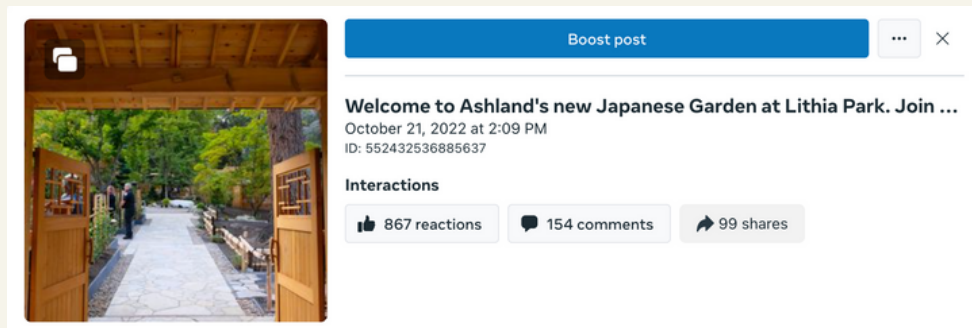 Boost post
...
Welcome to Ashland's new Japanese Garden at Lithia Park. Join ...
October 21, 2022 at 2:09 PM
ID: 552432536885637
Interactions
867 reactions
154 comments
99 shares